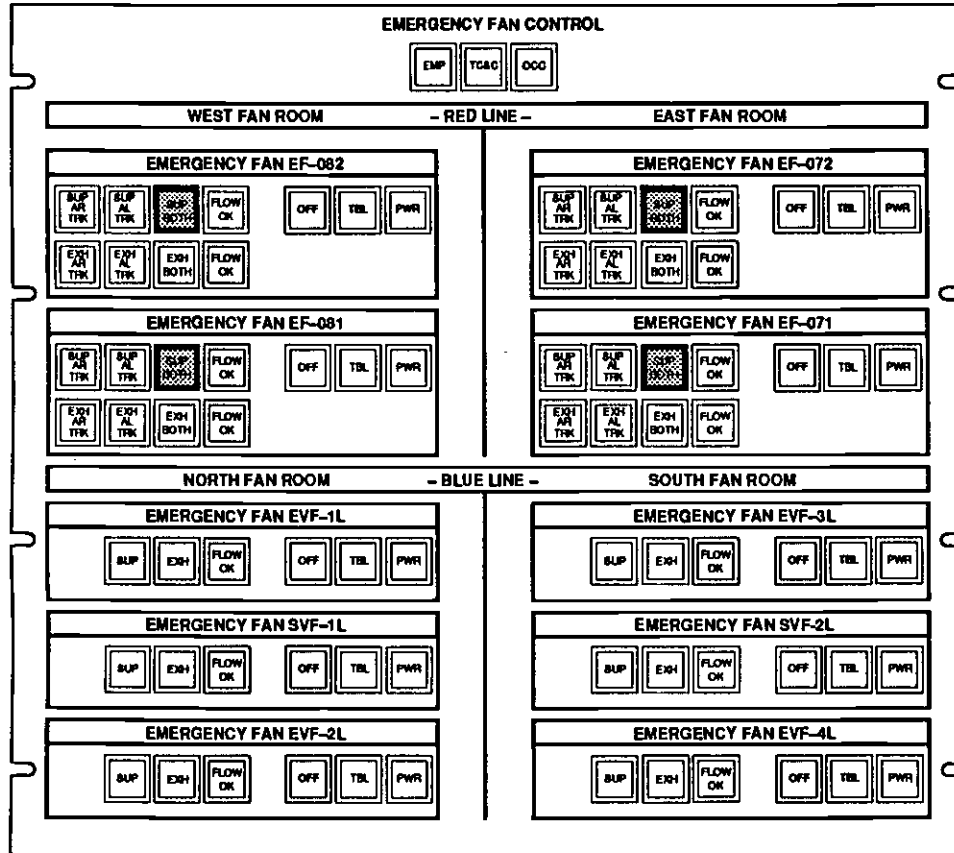 EMERGENCY FAN CONTROL
EMP TC&C OCC
WEST FAN ROOM – RED LINE – EAST FAN ROOM
EMERGENCY FAN EF–082
SUP AR TRK SUP AL TRK SUP BOTH FLOW OK OFF TBL PWR
EXH AR TRK EXH AL TRK EXH BOTH FLOW OK
EMERGENCY FAN EF–072
SUP AR TRK SUP AL TRK SUP BOTH FLOW OK OFF TBL PWR
EXH AR TRK EXH AL TRK EXH BOTH FLOW OK
EMERGENCY FAN EF–081
SUP AR TRK SUP AL TRK SUP BOTH FLOW OK OFF TBL PWR
EXH AR TRK EXH AL TRK EXH BOTH FLOW OK
EMERGENCY FAN EF–071
SUP AR TRK SUP AL TRK SUP BOTH FLOW OK OFF TBL PWR
EXH AR TRK EXH AL TRK EXH BOTH FLOW OK
NORTH FAN ROOM – BLUE LINE – SOUTH FAN ROOM
EMERGENCY FAN EVF–1L
SUP EXH FLOW OK OFF TBL PWR
EMERGENCY FAN EVF–3L
SUP EXH FLOW OK OFF TBL PWR
EMERGENCY FAN SVF–1L
SUP EXH FLOW OK OFF TBL PWR
EMERGENCY FAN SVF–2L
SUP EXH FLOW OK OFF TBL PWR
EMERGENCY FAN EVF–2L
SUP EXH FLOW OK OFF TBL PWR
EMERGENCY FAN EVF–4L
SUP EXH FLOW OK OFF TBL PWR